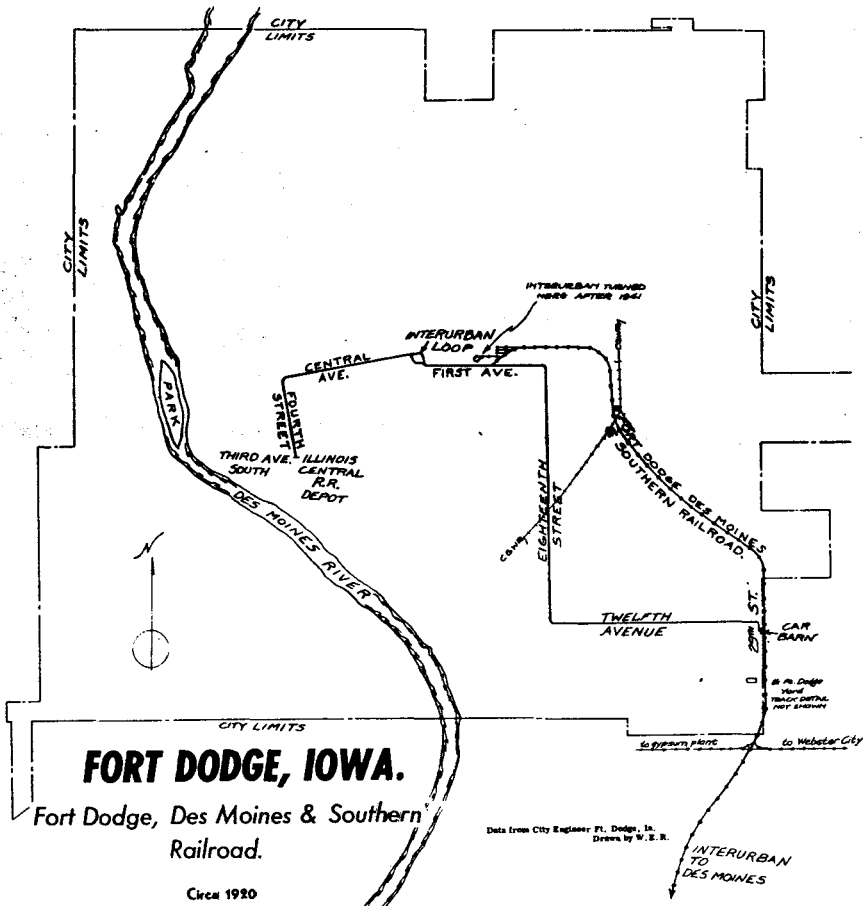 CITY
LIMITS
CITY
LIMITS
CITY
LIMITS
INTERURBAN TURNED
HERE AFTER 1941
INTERURBAN
LOOP
CENTRAL
AVE.
FIRST AVE.
PARK
FOURTH
STREET
THIRD AVE.
SOUTH
ILLINOIS
CENTRAL
R.R.
DEPOT
FORT DODGE DES MOINES
SOUTHERN RAILROAD.
DES MOINES RIVER
EIGHTEENTH
STREET
N
TWELFTH
AVENUE
29TH ST.
CAR
BARN
Ft. Dodge
Yard
TRACK DETAIL
NOT SHOWN
CITY LIMITS
to gypsum plant
to Webster City
FORT DODGE, IOWA.
Fort Dodge, Des Moines & Southern
Railroad.
Circa 1920
Data from City Engineer Ft. Dodge, Ia.
Drawn by W.E.R.
INTERURBAN
TO
DES MOINES